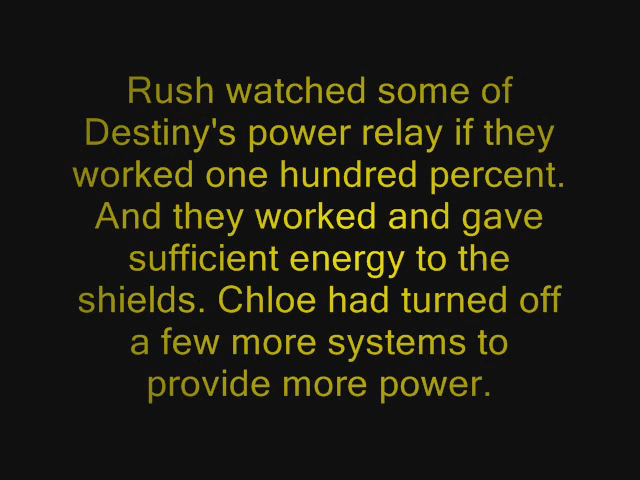 Rush watched some of
Destiny's power relay if they
worked one hundred percent.
And they worked and gave
sufficient energy to the
shields. Chloe had turned off
a few more systems to
provide more power.